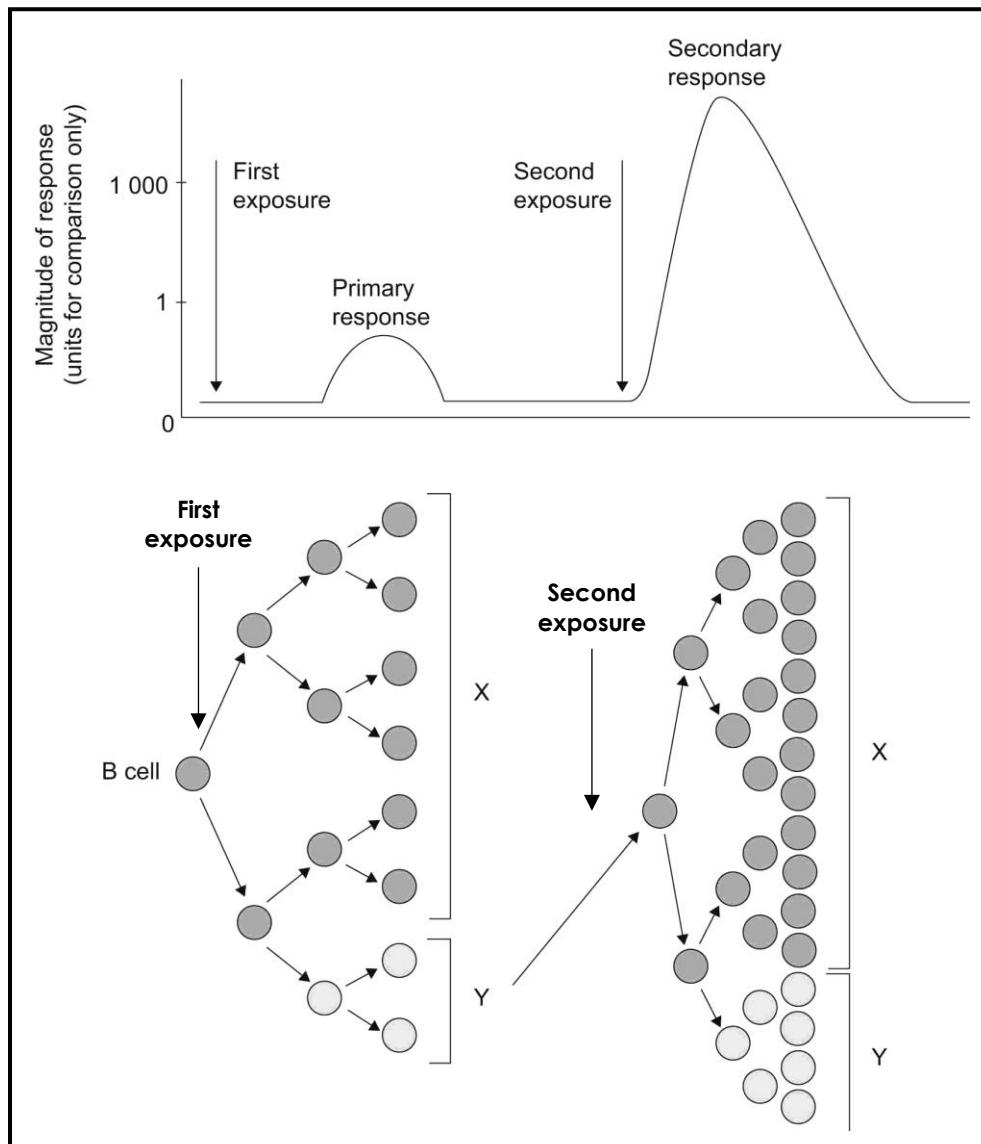 Secondary
response
Magnitude of response
(units for comparison only)
1 000
1
0
First
exposure
Second
exposure
Primary
response
First
exposure
Second
exposure
B cell
X
Y
X
Y